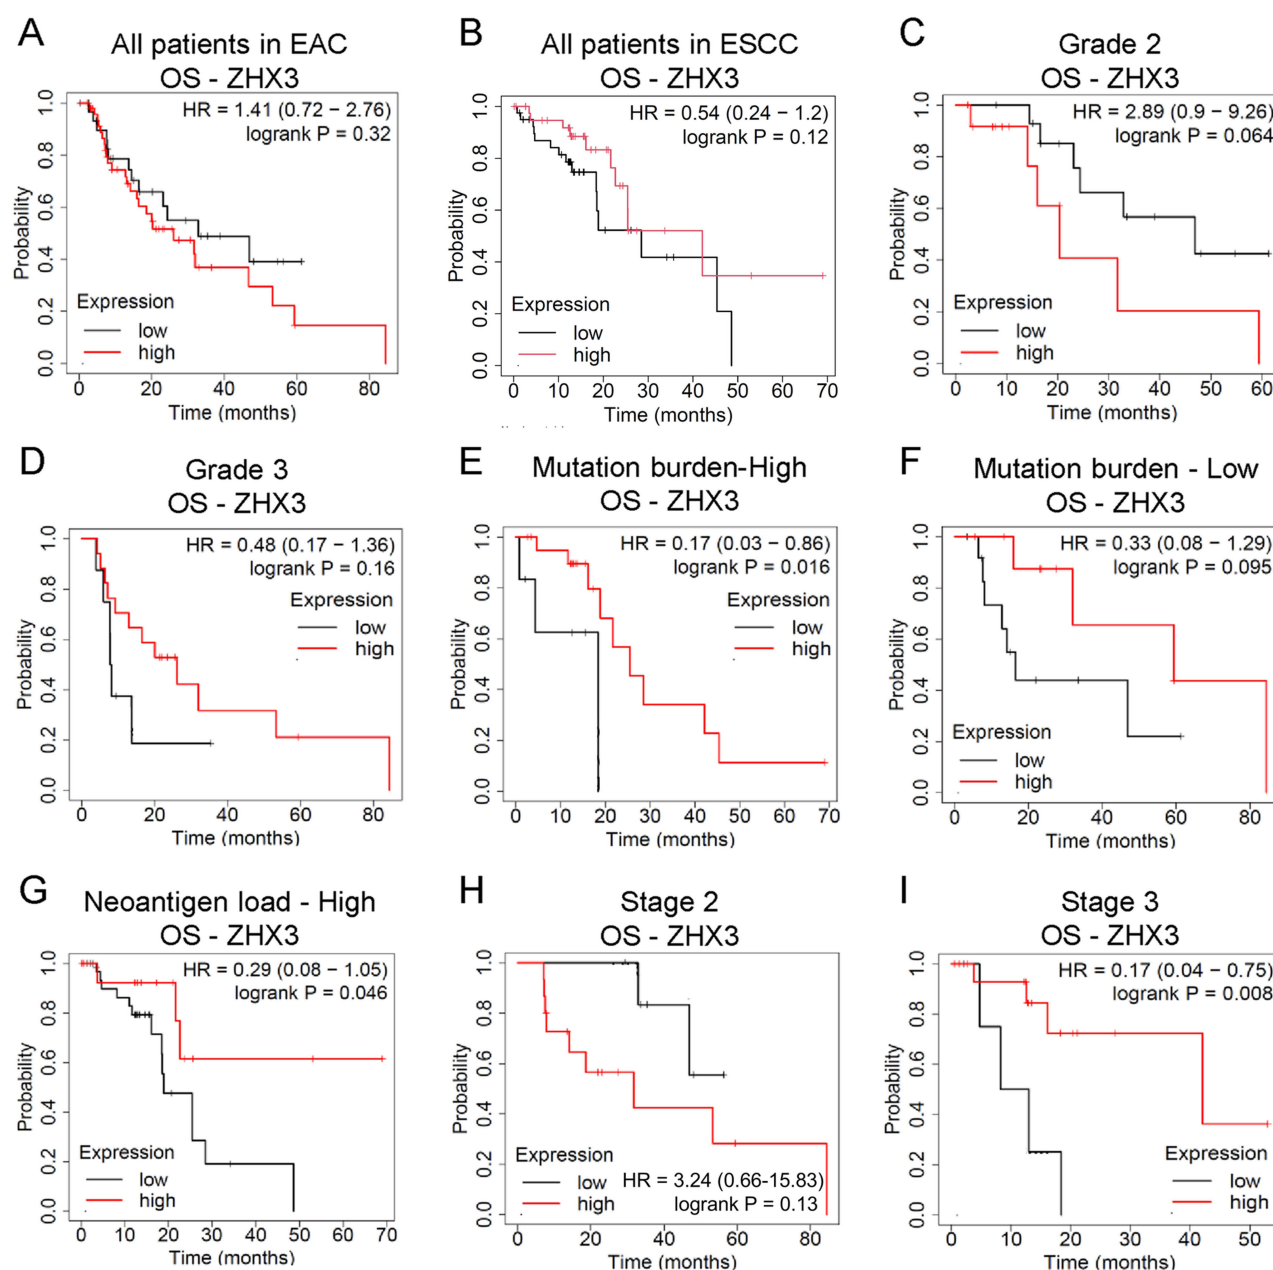 A
All patients in EAC
OS - ZHX3
HR = 1.41 (0.72 − 2.76)
logrank P = 0.32
Probability
1.0
0.8
0.6
0.4
0.2
0.0
Expression
low
high
0 20 40 60 80
Time (months)
B
All patients in ESCC
OS - ZHX3
HR = 0.54 (0.24 − 1.2)
logrank P = 0.12
Probability
1.0
0.8
0.6
0.4
0.2
0.0
Expression
low
high
0 10 20 30 40 50 60 70
Time (months)
C
Grade 2
OS - ZHX3
HR = 2.89 (0.9 − 9.26)
logrank P = 0.064
Probability
1.0
0.8
0.6
0.4
0.2
0.0
Expression
low
high
0 10 20 30 40 50 60
Time (months)
D
Grade 3
OS - ZHX3
HR = 0.48 (0.17 − 1.36)
logrank P = 0.16
Expression
low
high
Probability
1.0
0.8
0.6
0.4
0.2
0.0
0 20 40 60 80
Time (months)
E
Mutation burden-High
OS - ZHX3
HR = 0.17 (0.03 − 0.86)
logrank P = 0.016
Expression
low
high
Probability
1.0
0.8
0.6
0.4
0.2
0.0
0 10 20 30 40 50 60 70
Time (months)
F
Mutation burden - Low
OS - ZHX3
HR = 0.33 (0.08 − 1.29)
logrank P = 0.095
Probability
1.0
0.8
0.6
0.4
0.2
0.0
Expression
low
high
0 20 40 60 80
Time (months)
G
Neoantigen load - High
OS - ZHX3
HR = 0.29 (0.08 − 1.05)
logrank P = 0.046
Probability
1.0
0.8
0.6
0.4
0.2
0.0
Expression
low
high
0 10 20 30 40 50 60 70
Time (months)
H
Stage 2
OS - ZHX3
Probability
1.0
0.8
0.6
0.4
0.2
0.0
Expression
low
high
HR = 3.24 (0.66-15.83)
logrank P = 0.13
0 20 40 60 80
Time (months)
I
Stage 3
OS - ZHX3
HR = 0.17 (0.04 − 0.75)
logrank P = 0.008
Probability
1.0
0.8
0.6
0.4
0.2
0.0
Expression
low
high
0 10 20 30 40 50
Time (months)